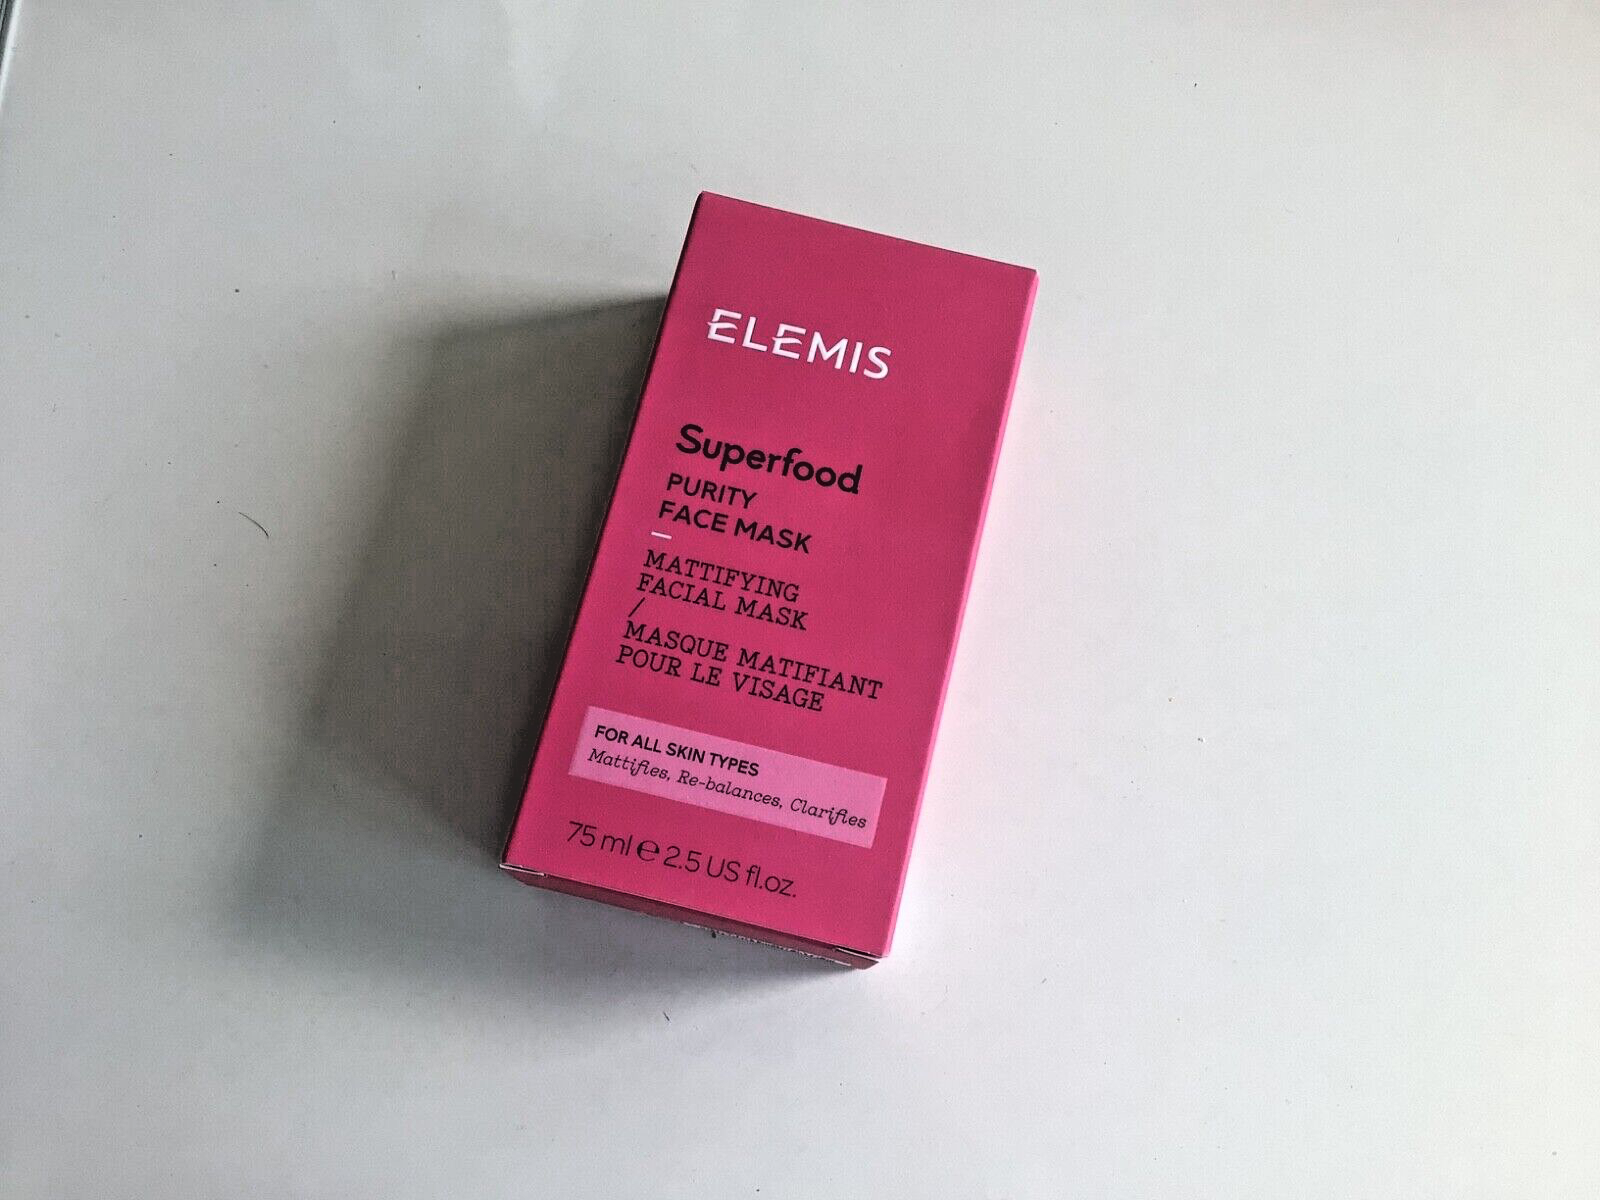 ELEMIS
Superfood
PURITY
FACE MASK
MATTIFYING
FACIAL MASK
/
MASQUE MATIFIANT
POUR LE VISAGE
FOR ALL SKIN TYPES
Mattifies, Re-balances, Clarifies
75 ml ℮ 2.5 US fl.oz.